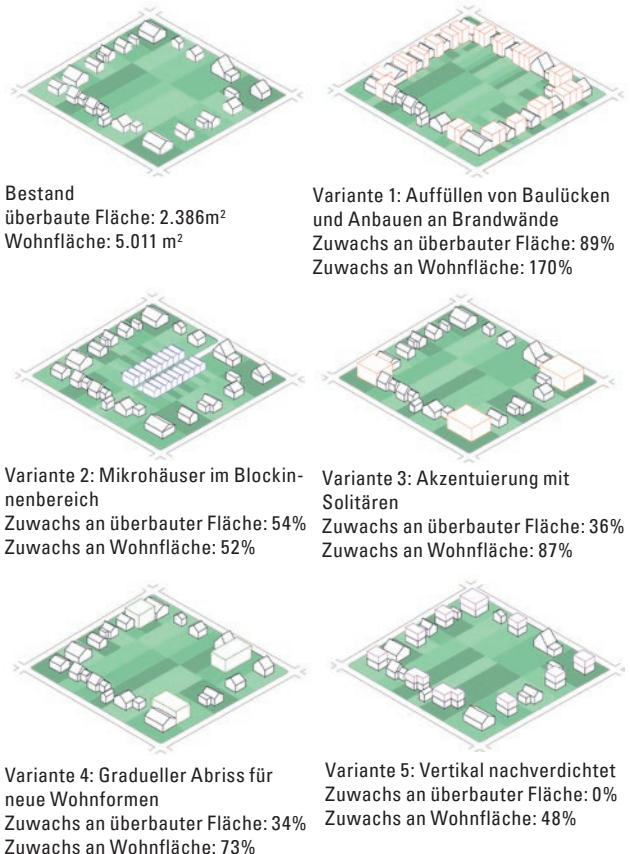 Bestand
überbaute Fläche: 2.386m²
Wohnfläche: 5.011 m²
Variante 1: Auffüllen von Baulücken
und Anbauen an Brandwände
Zuwachs an überbauter Fläche: 89%
Zuwachs an Wohnfläche: 170%
Variante 2: Mikrohäuser im Blockin-
nenbereich
Zuwachs an überbauter Fläche: 54%
Zuwachs an Wohnfläche: 52%
Variante 3: Akzentuierung mit
Solitären
Zuwachs an überbauter Fläche: 36%
Zuwachs an Wohnfläche: 87%
Variante 4: Gradueller Abriss für
neue Wohnformen
Zuwachs an überbauter Fläche: 34%
Zuwachs an Wohnfläche: 73%
Variante 5: Vertikal nachverdichtet
Zuwachs an überbauter Fläche: 0%
Zuwachs an Wohnfläche: 48%